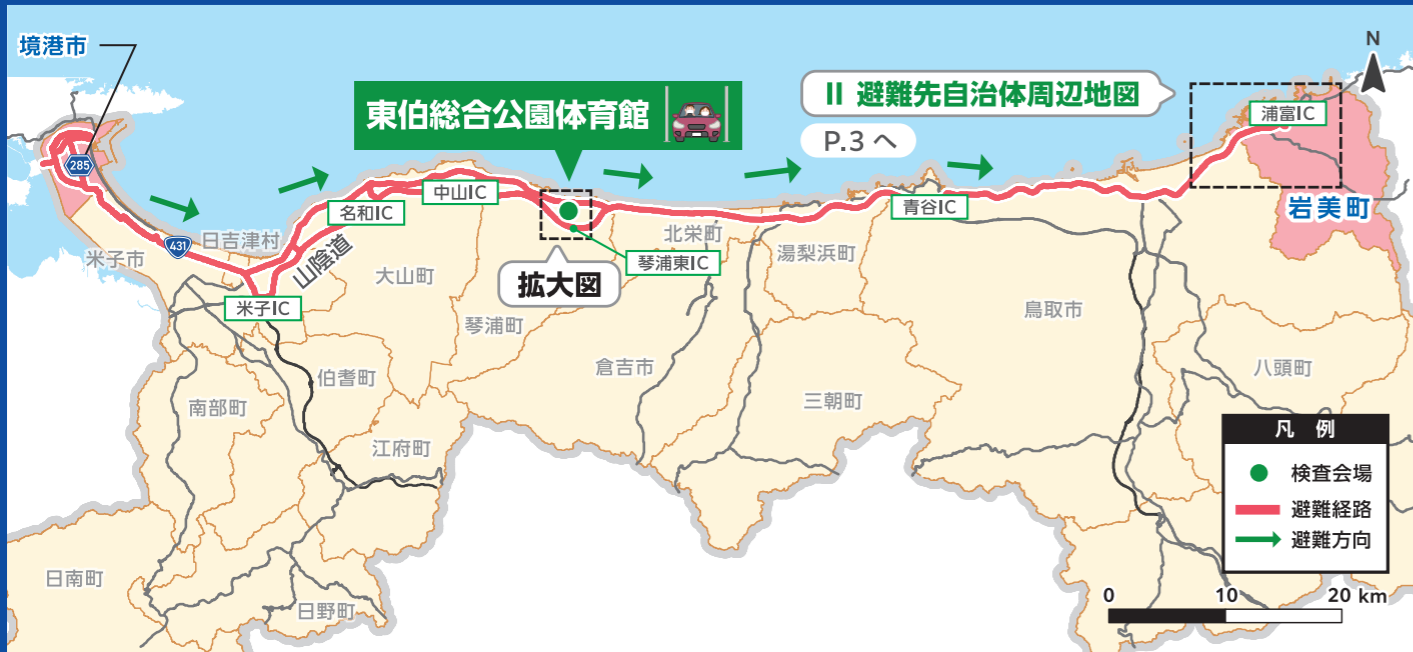 境港市
N
II 避難先自治体周辺地図
P.3 へ
東伯総合公園体育館
浦富IC
285
中山IC
名和IC
青谷IC
岩美町
日吉津村
431
北栄町
米子市
山陰道
琴浦東IC
湯梨浜町
大山町
拡大図
米子IC
鳥取市
琴浦町
倉吉市
八頭町
伯耆町
三朝町
南部町
江府町
凡 例
検査会場
避難経路
避難方向
日南町
日野町
0 10 20 km